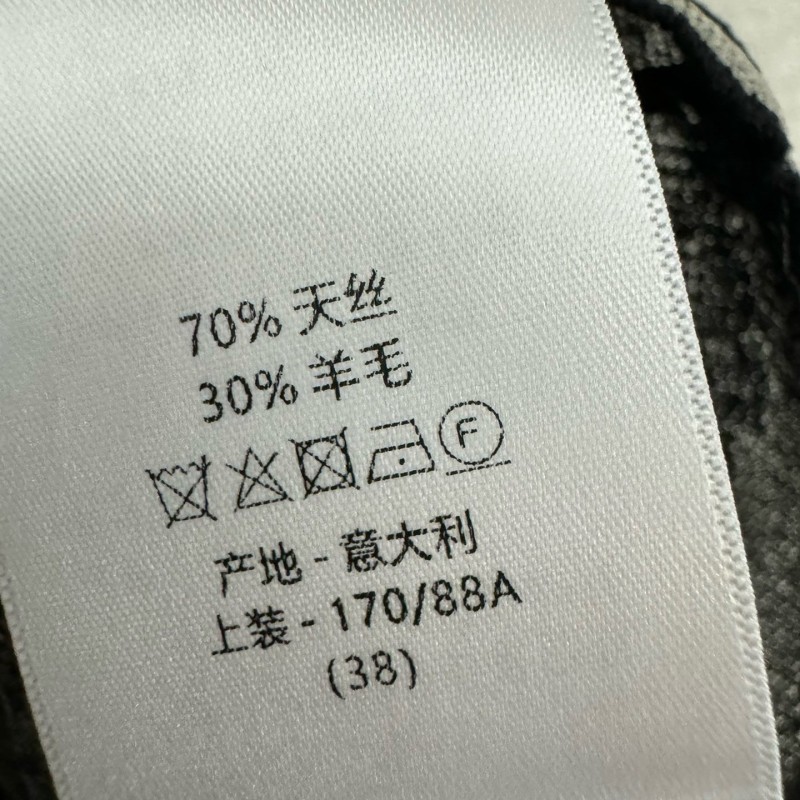 70% 天丝
30% 羊毛
F
产地 - 意大利
上装 - 170/88A
(38)